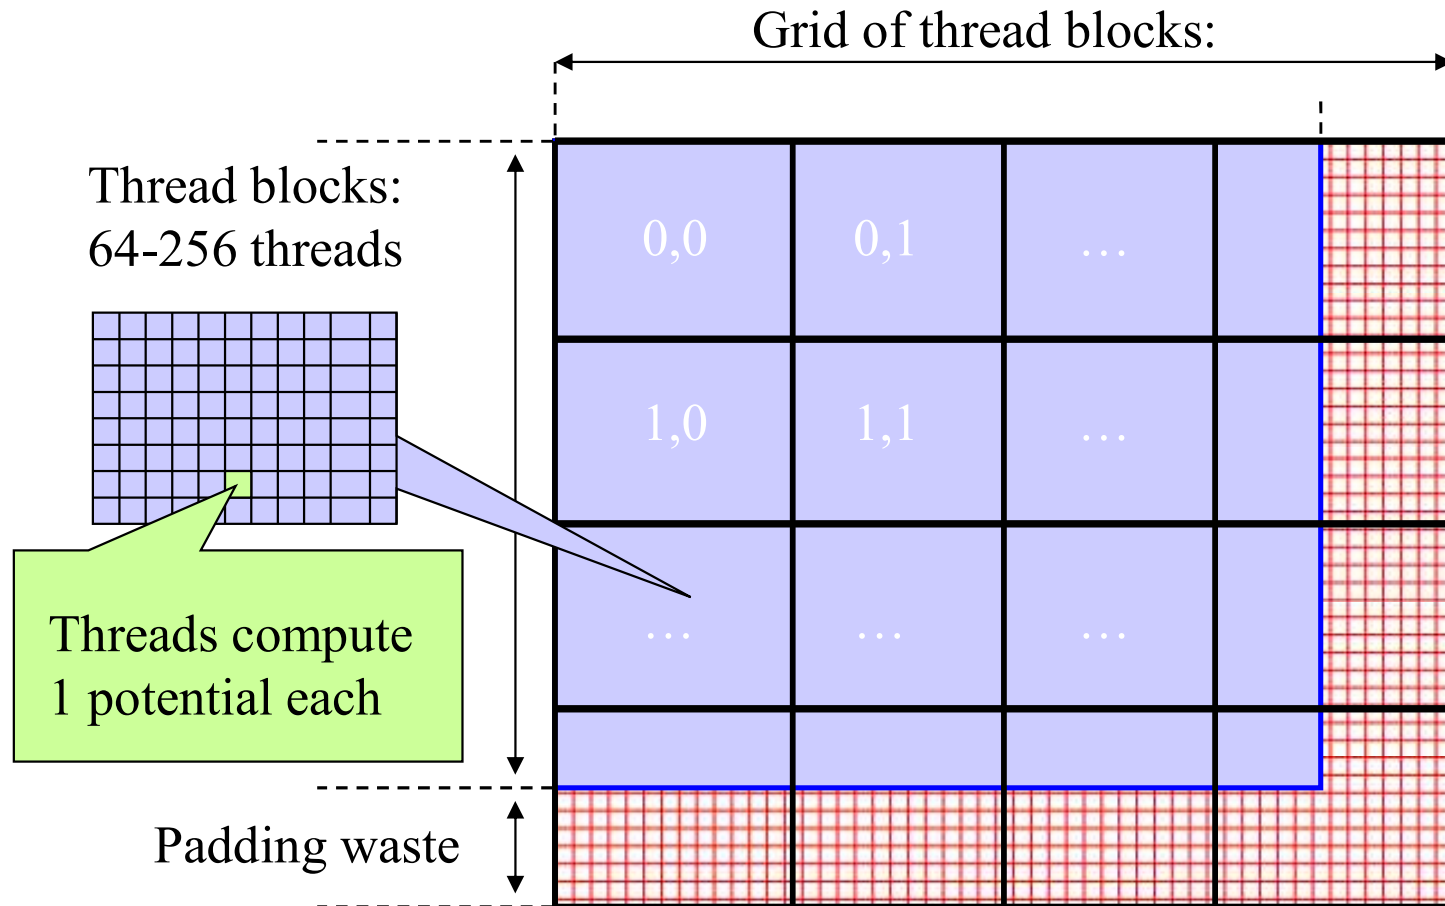 Grid of thread blocks:
Thread blocks:
64-256 threads
0,0 0,1 …
1,0 1,1 …
… … …
Threads compute
1 potential each
Padding waste